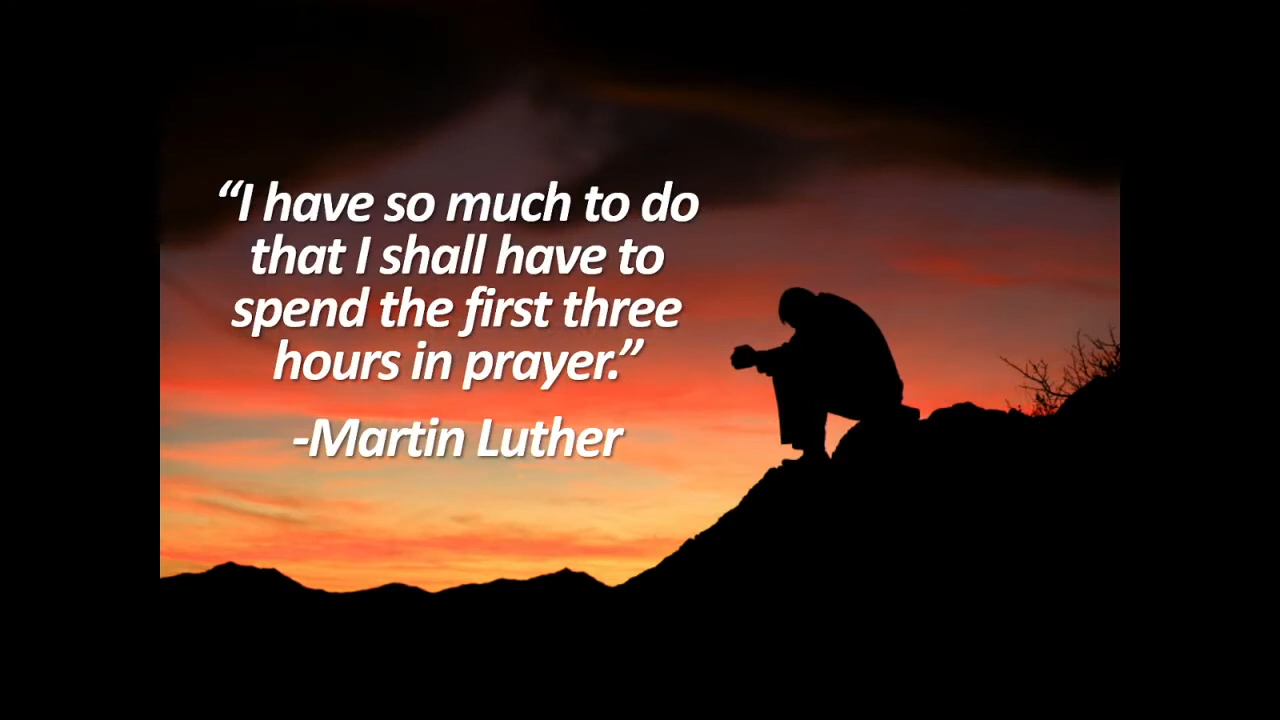 “I have so much to do
that I shall have to
spend the first three
hours in prayer.”
-Martin Luther